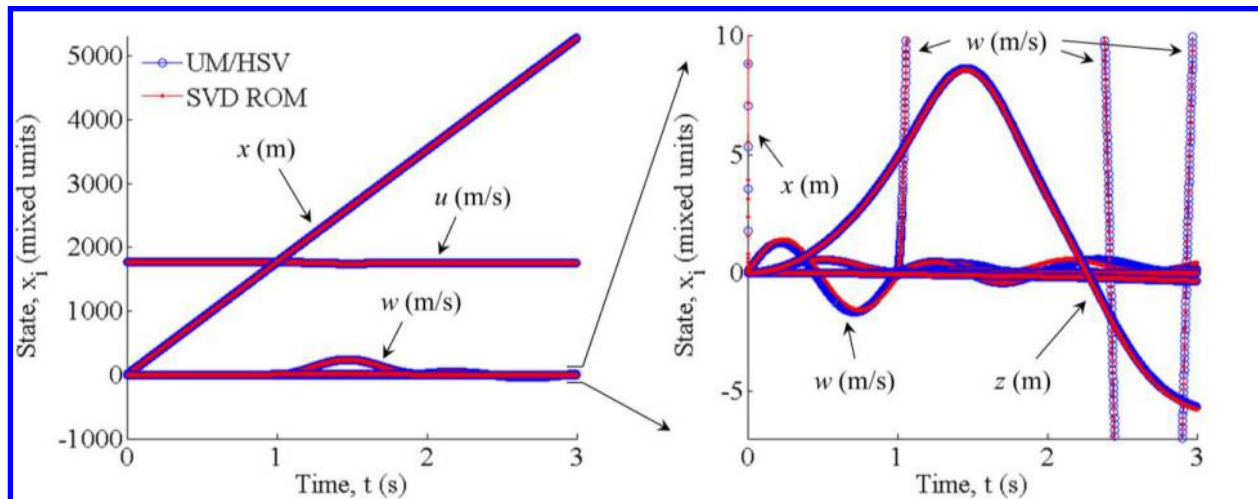 5000
4000
3000
2000
1000
0
-1000
State, xᵢ (mixed units)
UM/HSV
SVD ROM
x (m)
u (m/s)
w (m/s)
0 1 2 3
Time, t (s)
10
5
0
-5
State, xᵢ (mixed units)
w (m/s)
x (m)
w (m/s)
z (m)
0 1 2 3
Time, t (s)